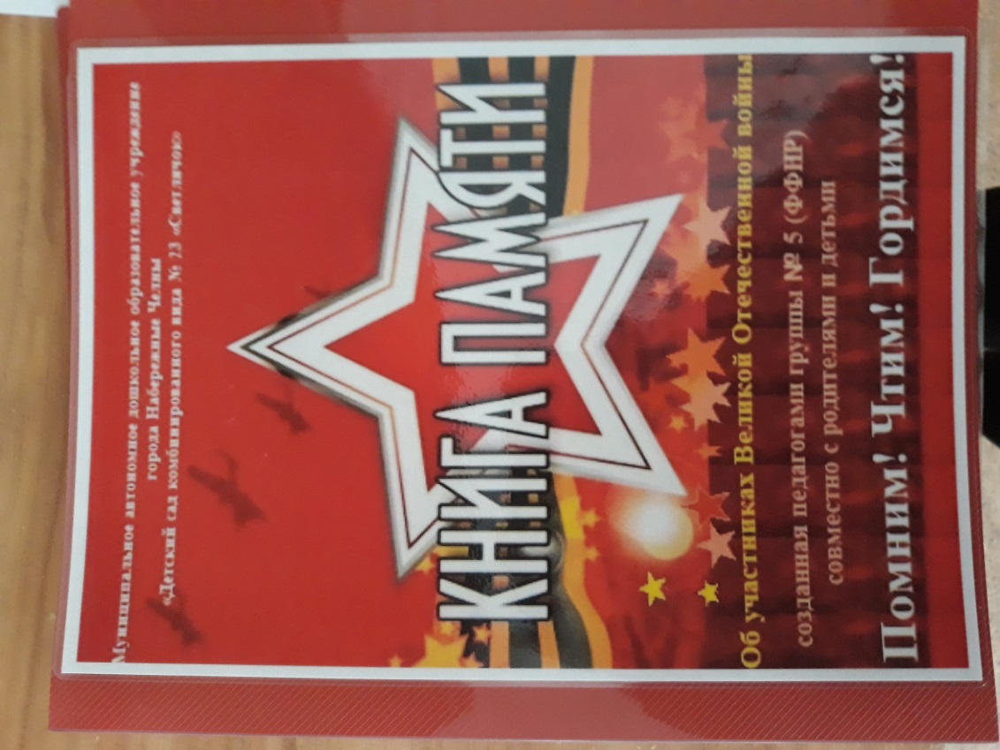 Муниципальное автономное дошкольное образовательное учреждение
города Набережные Челны
«Детский сад комбинированного вида № 23 «Светлячок»
КНИГА ПАМЯТИ
Об участниках Великой Отечественной войны
созданная педагогами группы № 5 (ФФНР)
совместно с родителями и детьми
Помним! Чтим! Гордимся!